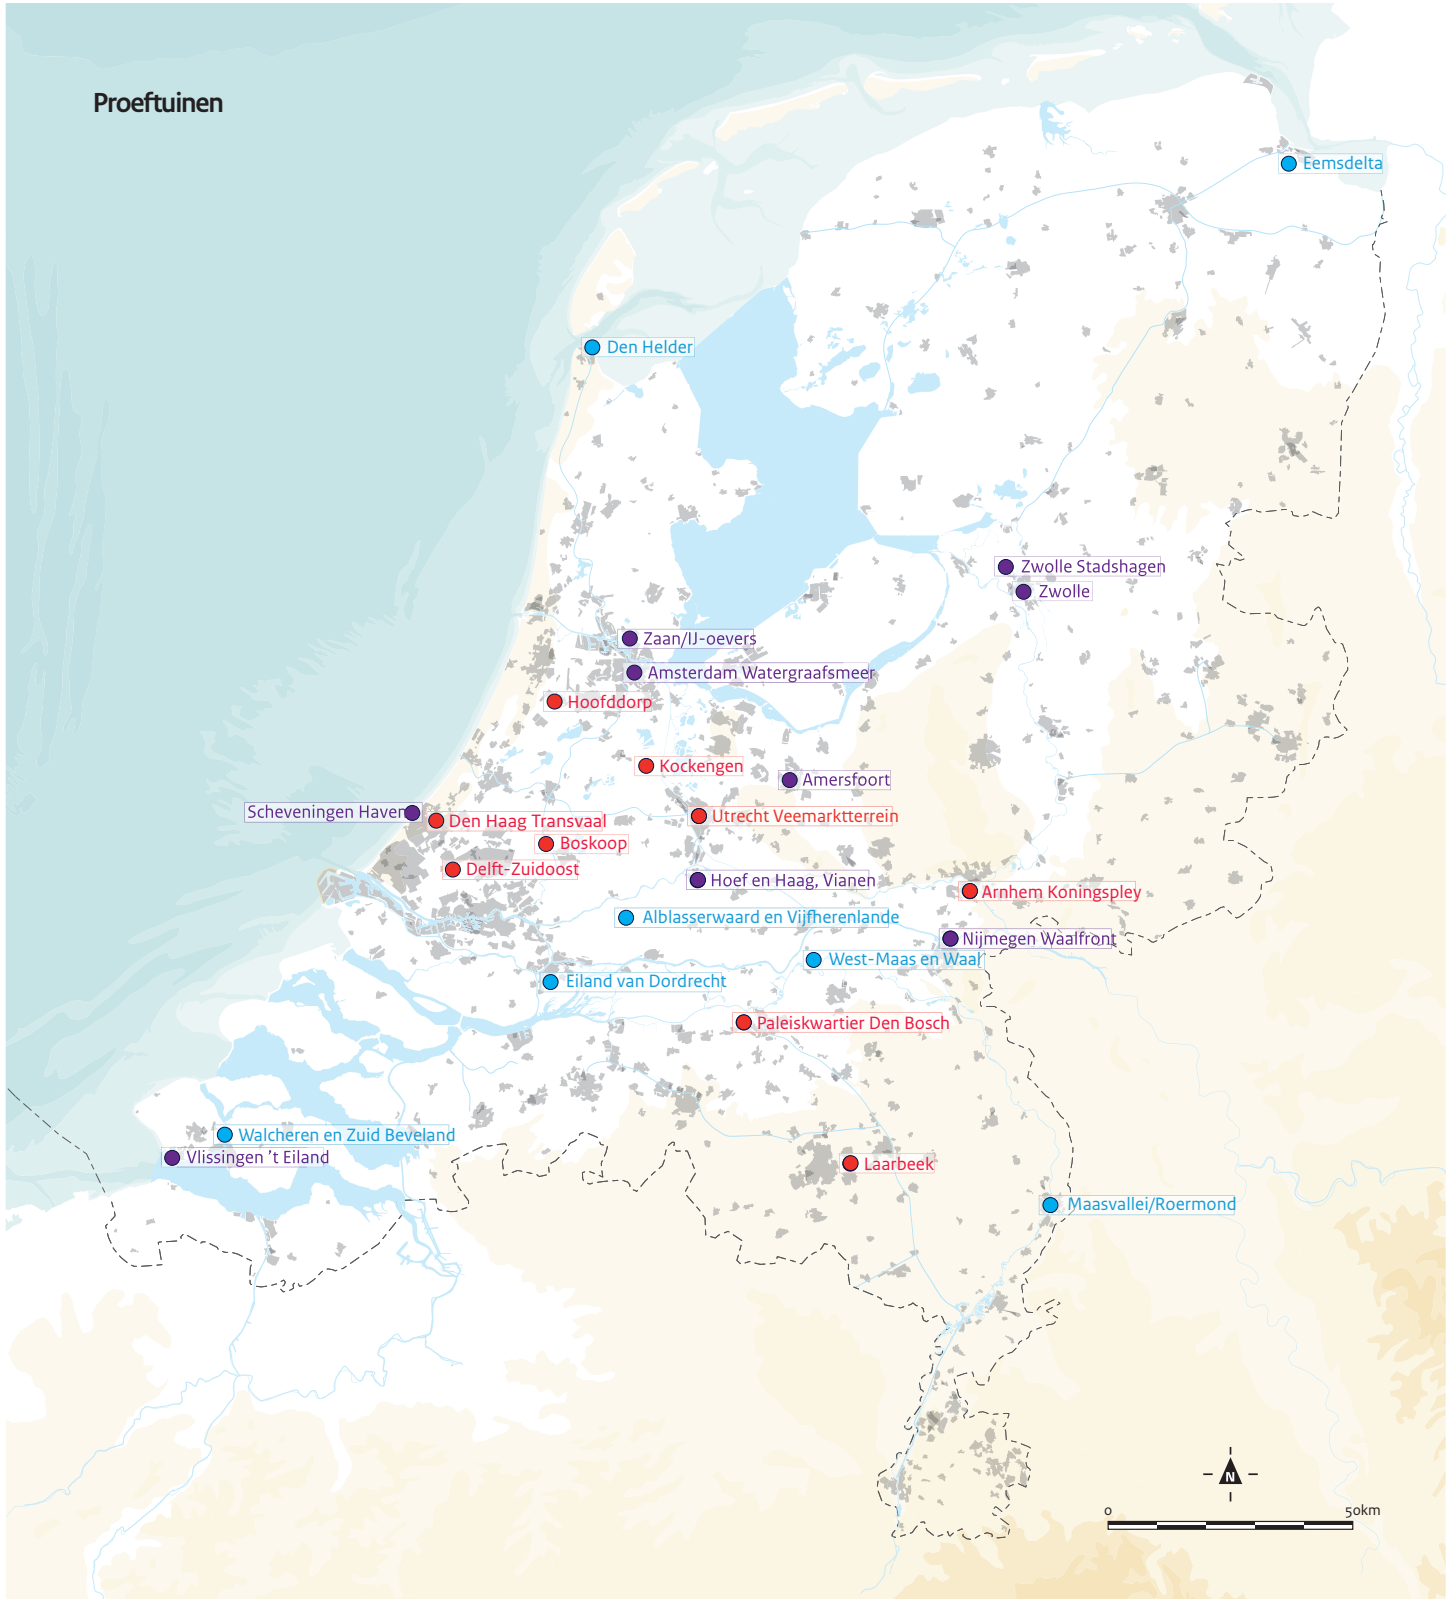 Proeftuinen
Eemsdelta
Den Helder
Zwolle Stadshagen
Zwolle
Zaan/IJ-oevers
Amsterdam Watergraafsmeer
Hoofddorp
Kockengen
Amersfoort
Scheveningen Haven
Den Haag Transvaal
Utrecht Veemarktterrein
Boskoop
Delft-Zuidoost
Hoef en Haag, Vianen
Arnhem Koningspley
Alblasserwaard en Vijfherenlande
Nijmegen Waalfront
West-Maas en Waal
Eiland van Dordrecht
Paleiskwartier Den Bosch
Walcheren en Zuid Beveland
Vlissingen ’t Eiland
Laarbeek
Maasvallei/Roermond
N
0 50km